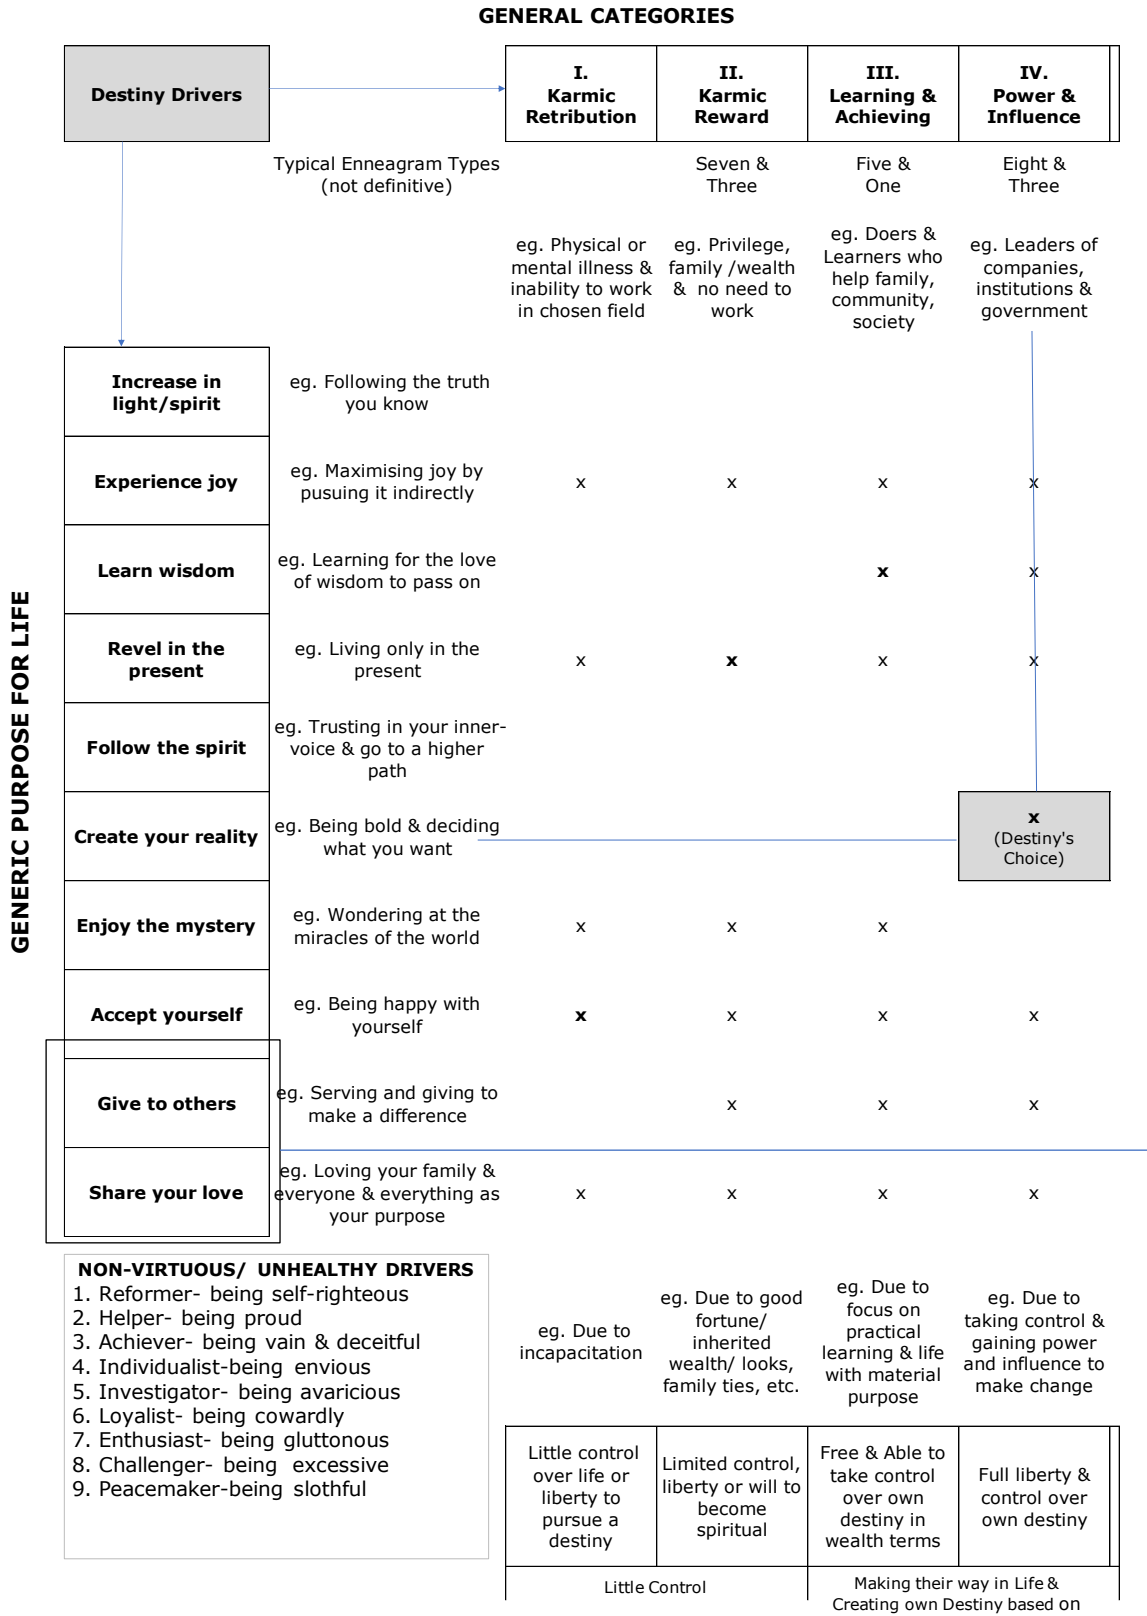 GENERAL CATEGORIES
Destiny Drivers
I.
Karmic
Retribution
II.
Karmic
Reward
III.
Learning &
Achieving
IV.
Power &
Influence
Typical Enneagram Types
(not definitive)
Seven &
Three
Five &
One
Eight &
Three
eg. Physical or
mental illness &
inability to work
in chosen field
eg. Privilege,
family /wealth
& no need to
work
eg. Doers &
Learners who
help family,
community,
society
eg. Leaders of
companies,
institutions &
government
GENERIC PURPOSE FOR LIFE
Increase in
light/spirit
eg. Following the truth
you know
Experience joy
eg. Maximising joy by
pusuing it indirectly
x x x x
Learn wisdom
eg. Learning for the love
of wisdom to pass on
x x
Revel in the
present
eg. Living only in the
present
x x x x
Follow the spirit
eg. Trusting in your inner-
voice & go to a higher
path
Create your reality
eg. Being bold & deciding
what you want
x
(Destiny's
Choice)
Enjoy the mystery
eg. Wondering at the
miracles of the world
x x x
Accept yourself
eg. Being happy with
yourself
x x x x
Give to others
eg. Serving and giving to
make a difference
x x x
Share your love
eg. Loving your family &
everyone & everything as
your purpose
x x x x
NON-VIRTUOUS/ UNHEALTHY DRIVERS
1. Reformer- being self-righteous
2. Helper- being proud
3. Achiever- being vain & deceitful
4. Individualist-being envious
5. Investigator- being avaricious
6. Loyalist- being cowardly
7. Enthusiast- being gluttonous
8. Challenger- being excessive
9. Peacemaker-being slothful
eg. Due to
incapacitation
eg. Due to good
fortune/
inherited
wealth/ looks,
family ties, etc.
eg. Due to
focus on
practical
learning & life
with material
purpose
eg. Due to
taking control &
gaining power
and influence to
make change
Little control
over life or
liberty to
pursue a
destiny
Limited control,
liberty or will to
become
spiritual
Free & Able to
take control
over own
destiny in
wealth terms
Full liberty &
control over
own destiny
Little Control
Making their way in Life &
Creating own Destiny based on